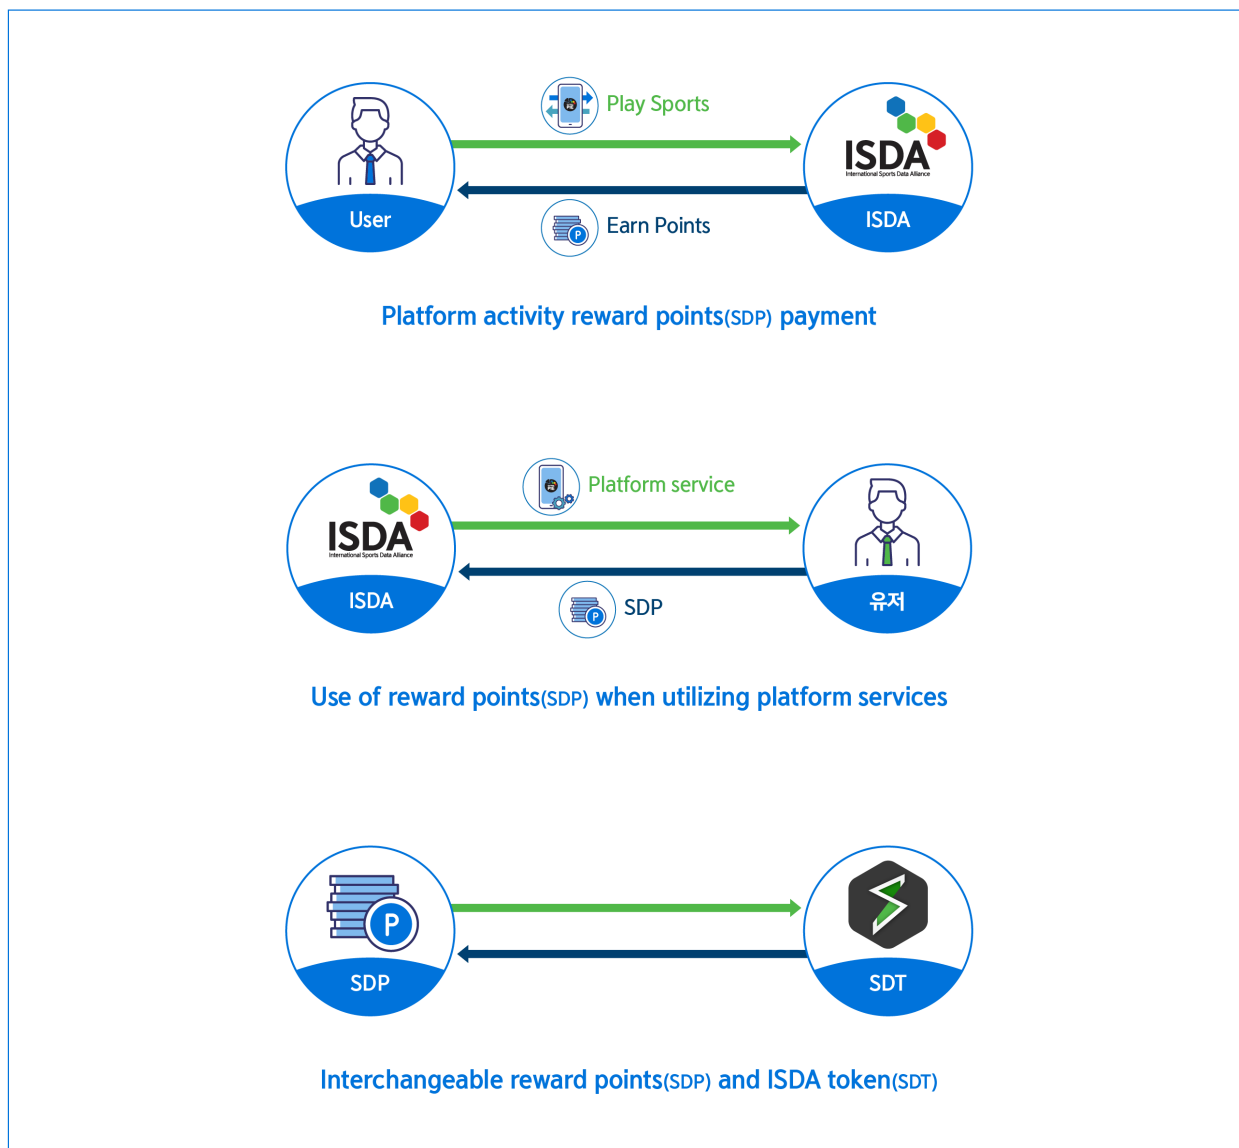 Play Sports
ISDA
International Sports Data Alliance
User
P
Earn Points
ISDA
Platform activity reward points(SDP) payment
Platform service
ISDA
International Sports Data Alliance
ISDA
P
SDP
유저
Use of reward points(SDP) when utilizing platform services
P
SDP
SDT
Interchangeable reward points(SDP) and ISDA token(SDT)